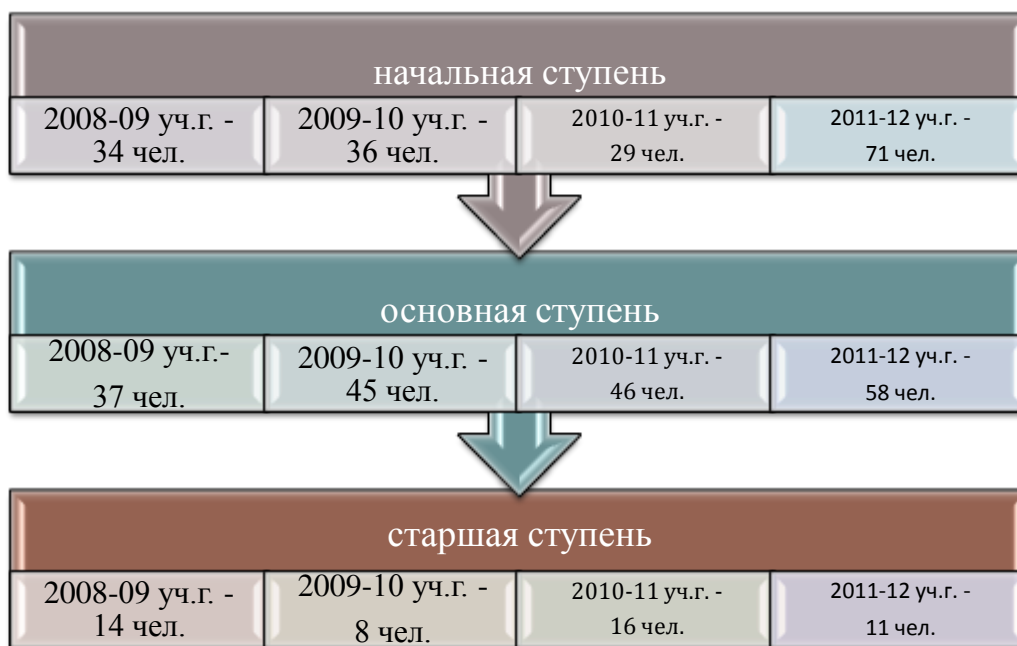 начальная ступень
2008-09 уч.г. -
34 чел.
2009-10 уч.г. -
36 чел.
2010-11 уч.г. -
29 чел.
2011-12 уч.г. -
71 чел.
основная ступень
2008-09 уч.г.-
37 чел.
2009-10 уч.г. -
45 чел.
2010-11 уч.г. -
46 чел.
2011-12 уч.г. -
58 чел.
старшая ступень
2008-09 уч.г. -
14 чел.
2009-10 уч.г. -
8 чел.
2010-11 уч.г. -
16 чел.
2011-12 уч.г. -
11 чел.